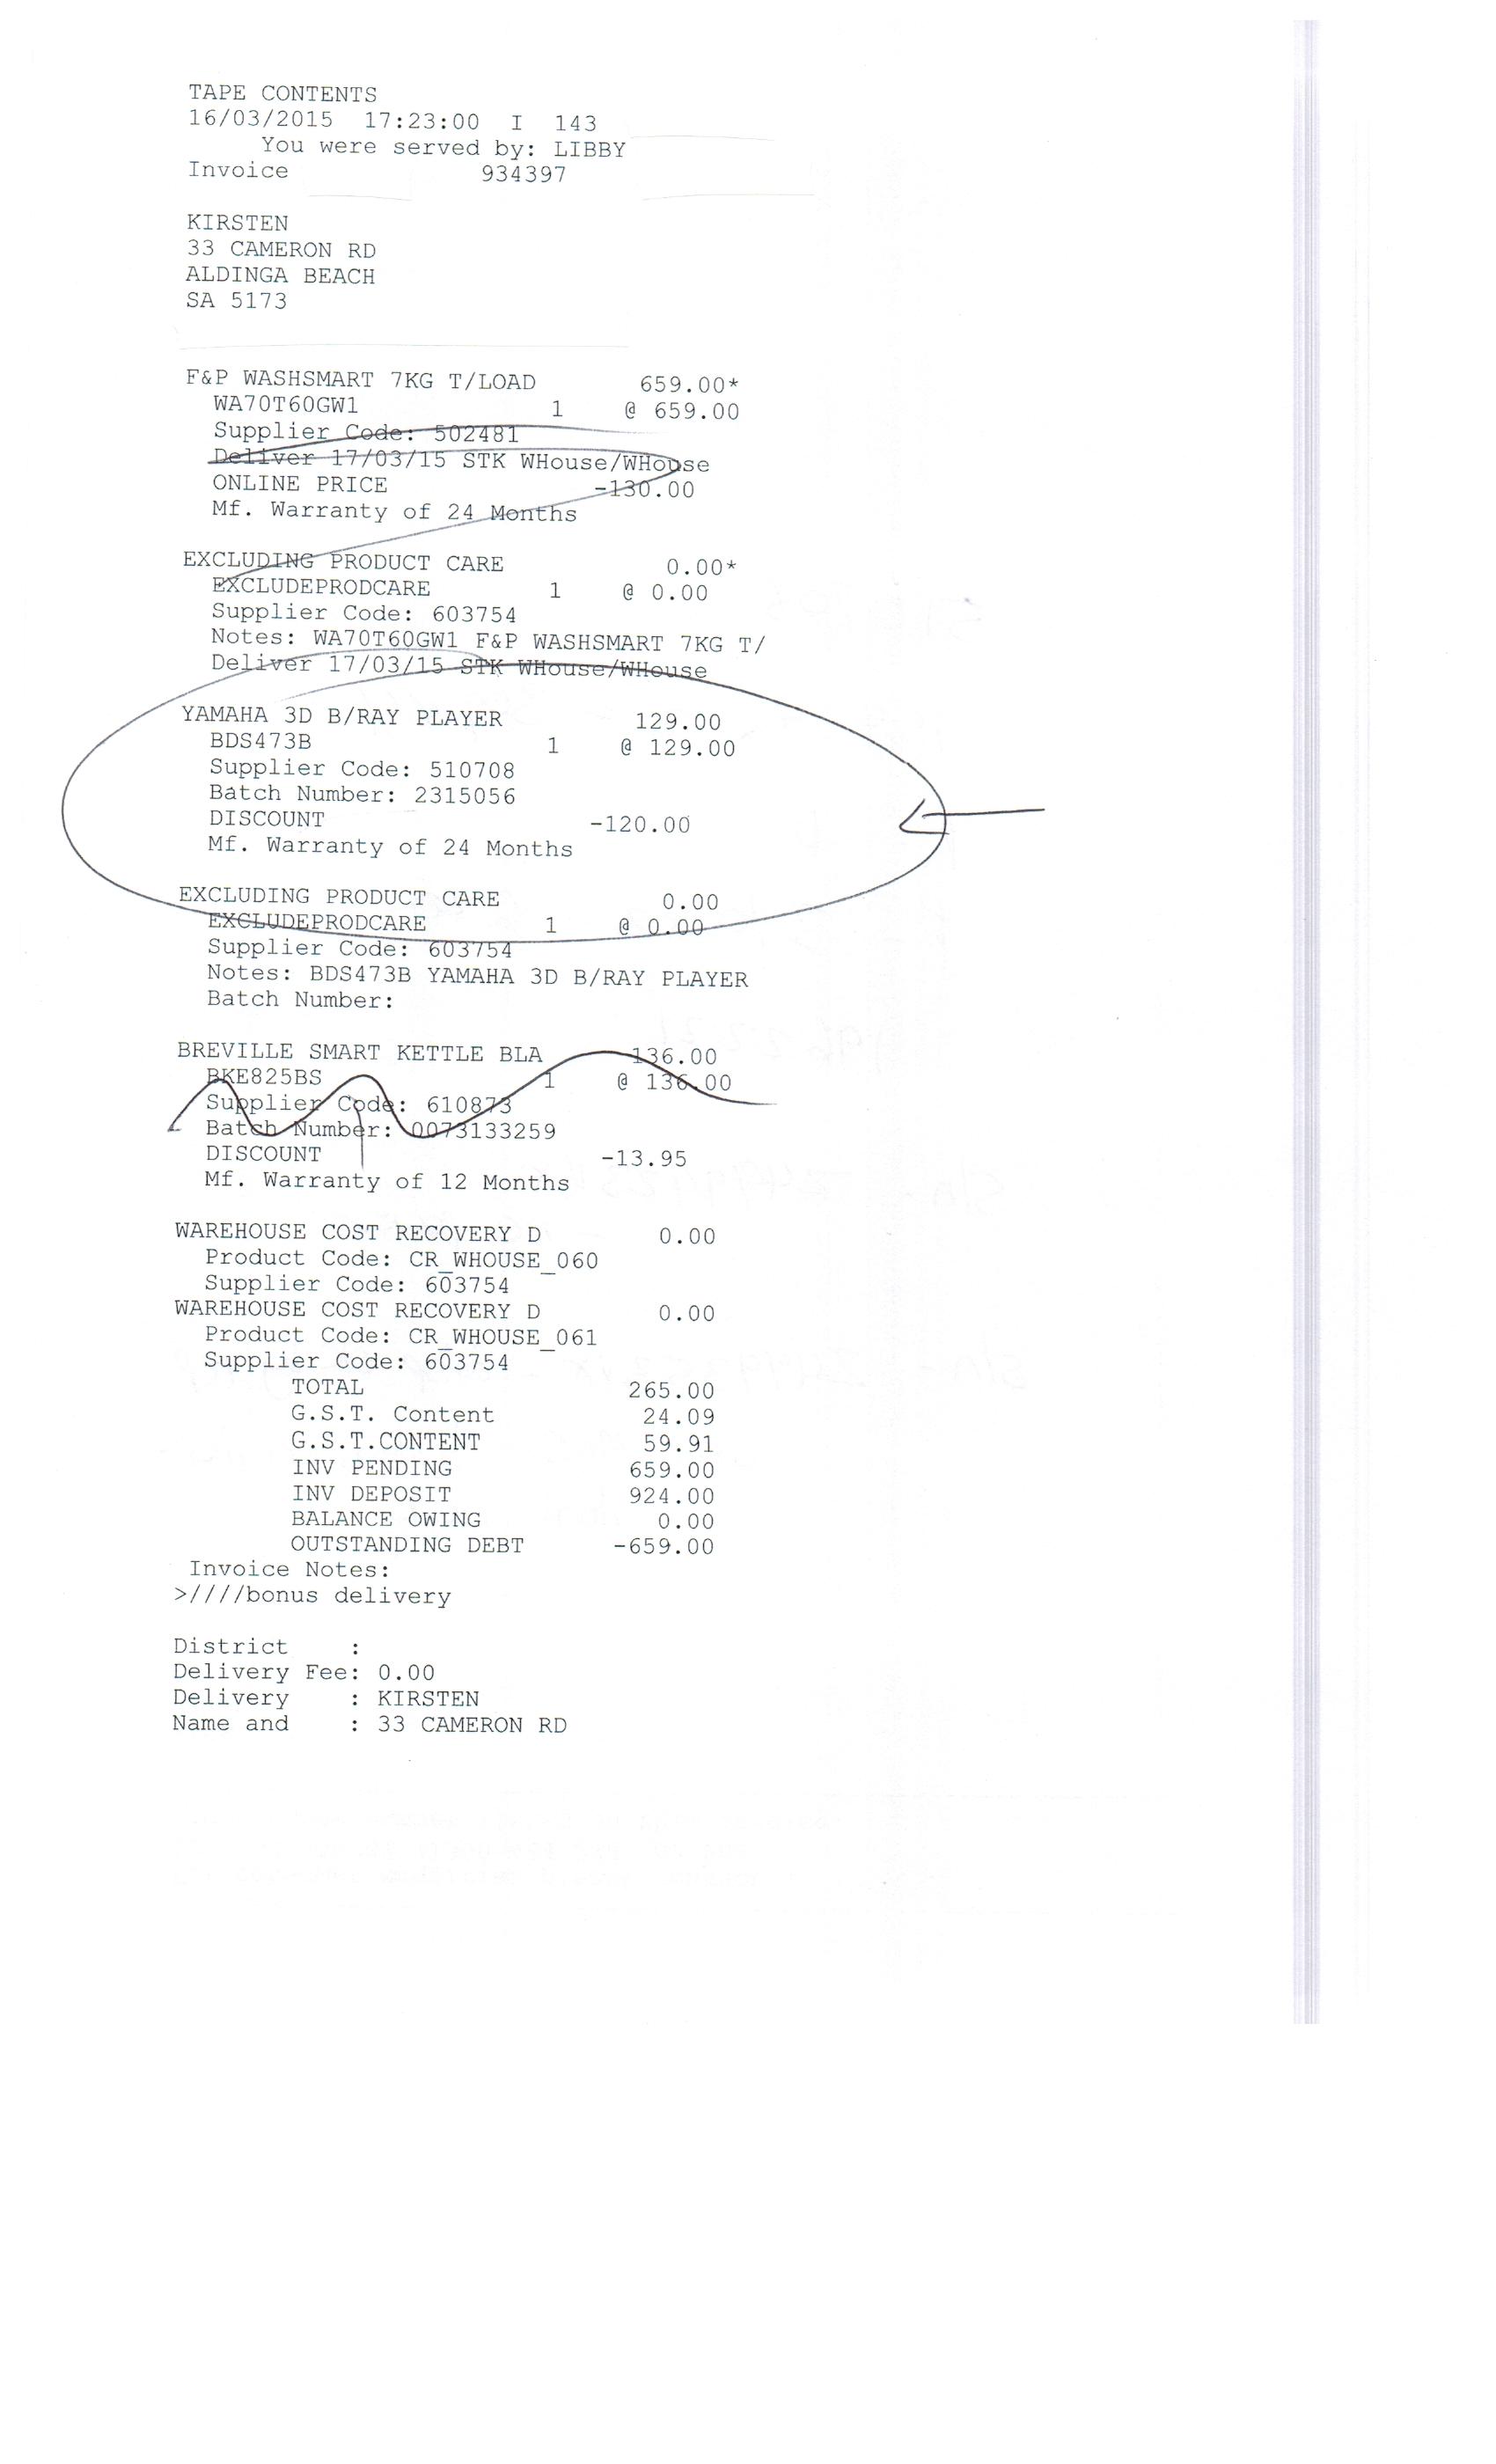 TAPE CONTENTS
16/03/2015 17:23:00 I 143
You were served by: LIBBY
Invoice 934397
KIRSTEN
33 CAMERON RD
ALDINGA BEACH
SA 5173
F&P WASHSMART 7KG T/LOAD 659.00*
WA70T60GW1 1 @ 659.00
Supplier Code: 502481
Deliver 17/03/15 STK WHouse/WHouse
ONLINE PRICE -130.00
Mf. Warranty of 24 Months
EXCLUDING PRODUCT CARE 0.00*
EXCLUDEPRODCARE 1 @ 0.00
Supplier Code: 603754
Notes: WA70T60GW1 F&P WASHSMART 7KG T/
Deliver 17/03/15 STK WHouse/WHouse
YAMAHA 3D B/RAY PLAYER 129.00
BDS473B 1 @ 129.00
Supplier Code: 510708
Batch Number: 2315056
DISCOUNT -120.00
Mf. Warranty of 24 Months
EXCLUDING PRODUCT CARE 0.00
EXCLUDEPRODCARE 1 @ 0.00
Supplier Code: 603754
Notes: BDS473B YAMAHA 3D B/RAY PLAYER
Batch Number:
BREVILLE SMART KETTLE BLA 136.00
BKE825BS 1 @ 136.00
Supplier Code: 610873
Batch Number: 0073133259
DISCOUNT -13.95
Mf. Warranty of 12 Months
WAREHOUSE COST RECOVERY D 0.00
Product Code: CR_WHOUSE_060
Supplier Code: 603754
WAREHOUSE COST RECOVERY D 0.00
Product Code: CR_WHOUSE_061
Supplier Code: 603754
TOTAL 265.00
G.S.T. Content 24.09
G.S.T.CONTENT 59.91
INV PENDING 659.00
INV DEPOSIT 924.00
BALANCE OWING 0.00
OUTSTANDING DEBT -659.00
Invoice Notes:
>////bonus delivery
District :
Delivery Fee: 0.00
Delivery : KIRSTEN
Name and : 33 CAMERON RD